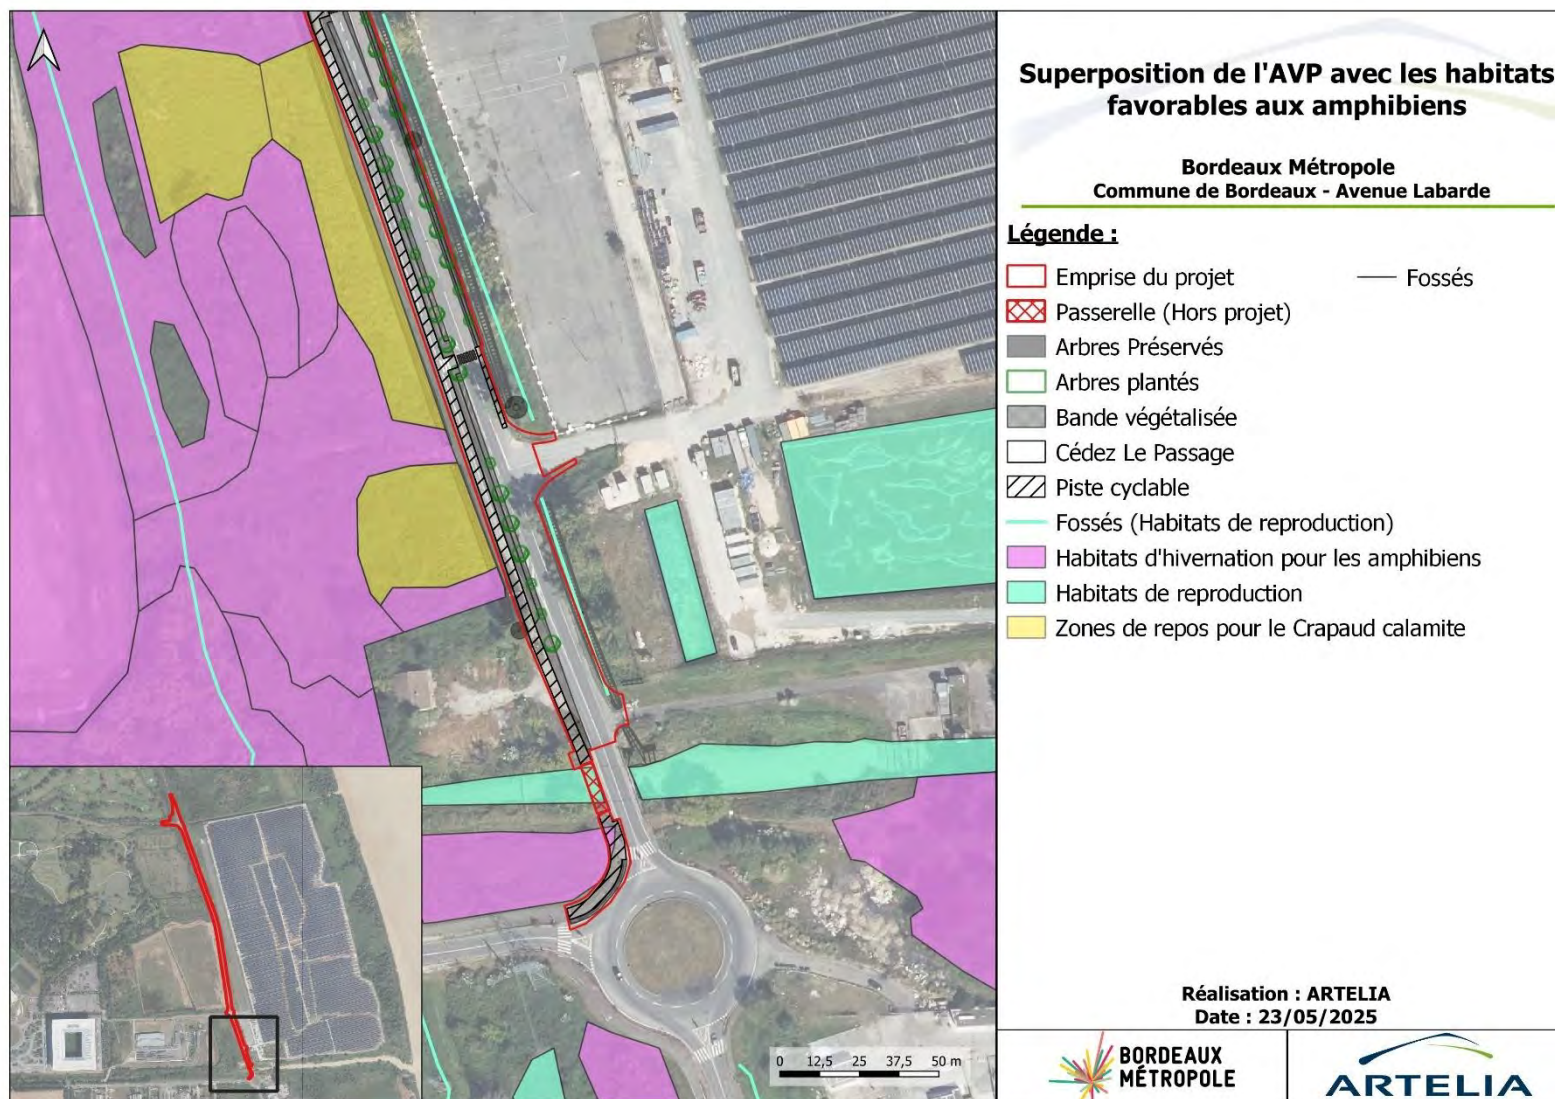 Superposition de l'AVP avec les habitats
favorables aux amphibiens
Bordeaux Métropole
Commune de Bordeaux - Avenue Labarde
Légende :
Emprise du projet
Fossés
Passerelle (Hors projet)
Arbres Préservés
Arbres plantés
Bande végétalisée
Cédez Le Passage
Piste cyclable
Fossés (Habitats de reproduction)
Habitats d'hivernation pour les amphibiens
Habitats de reproduction
Zones de repos pour le Crapaud calamite
0 12,5 25 37,5 50 m
Réalisation : ARTELIA
Date : 23/05/2025
BORDEAUX
MÉTROPOLE
ARTELIA